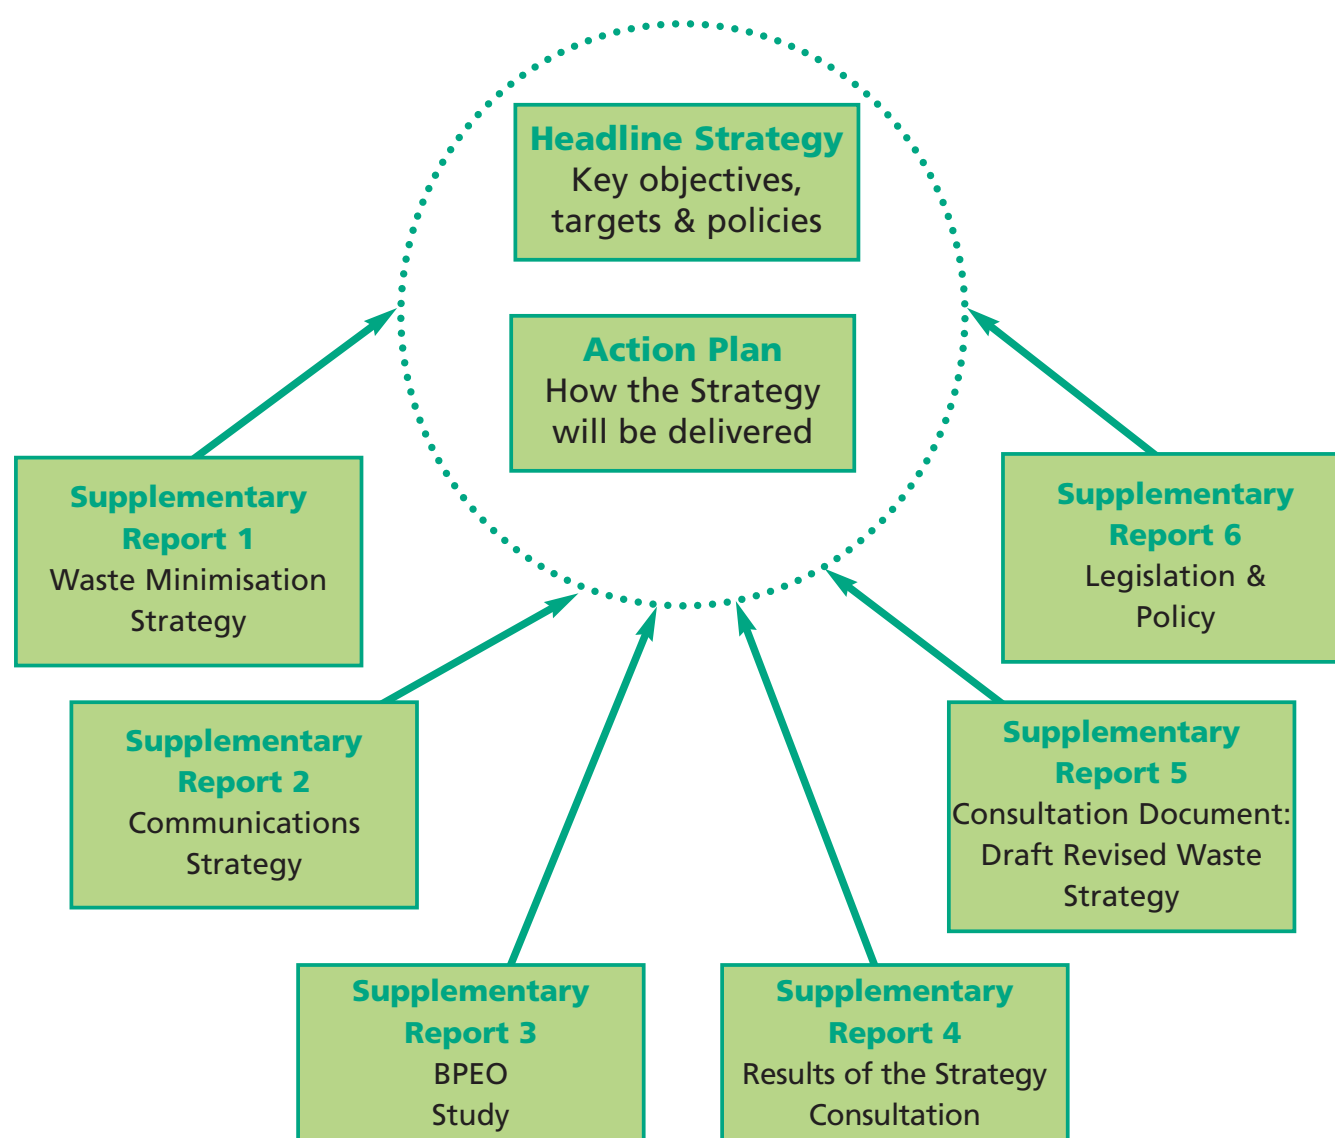 Headline Strategy
Key objectives,
targets & policies
Action Plan
How the Strategy
will be delivered
Supplementary
Report 1
Waste Minimisation
Strategy
Supplementary
Report 2
Communications
Strategy
Supplementary
Report 3
BPEO
Study
Supplementary
Report 4
Results of the Strategy
Consultation
Supplementary
Report 5
Consultation Document:
Draft Revised Waste
Strategy
Supplementary
Report 6
Legislation &
Policy